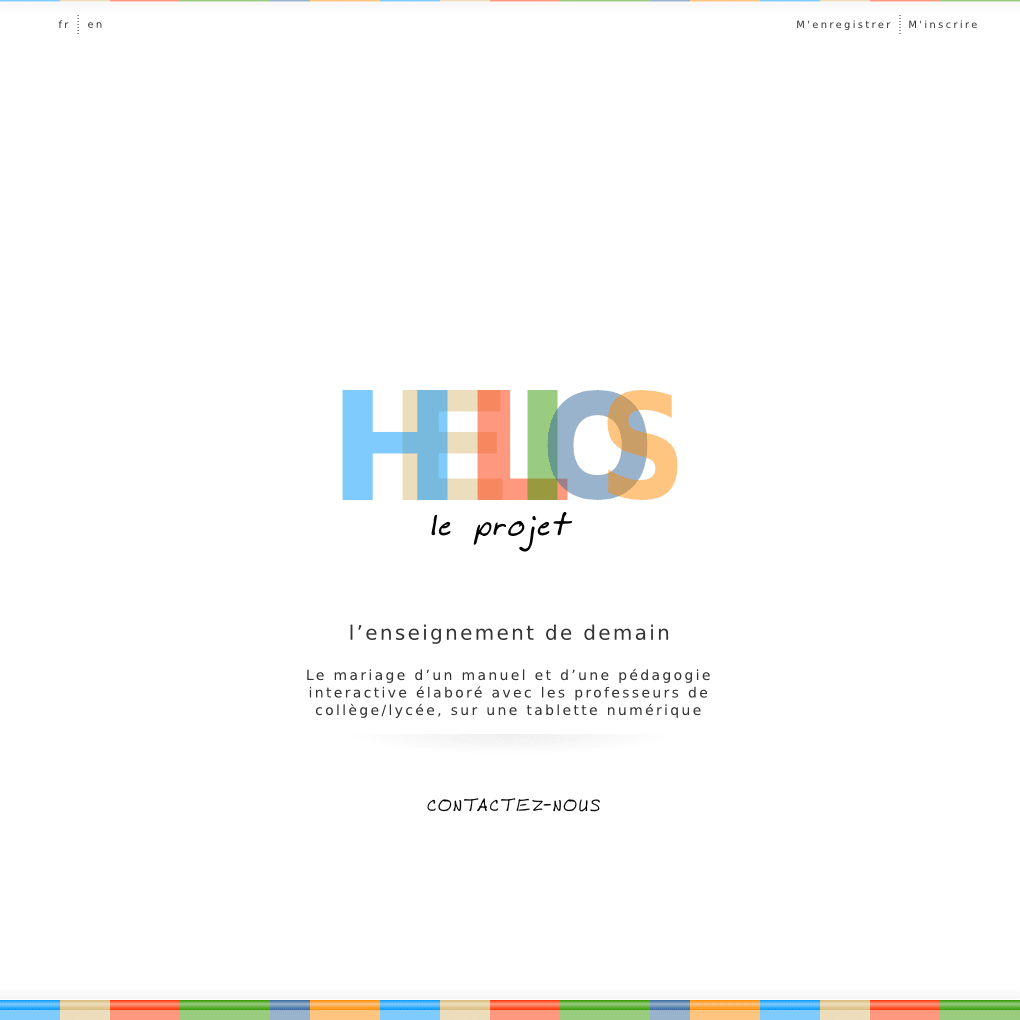 fr en
M'enregistrer M'inscrire
HELIOS
le projet
l’enseignement de demain
Le mariage d’un manuel et d’une pédagogie
interactive élaboré avec les professeurs de
collège/lycée, sur une tablette numérique
CONTACTEZ-NOUS